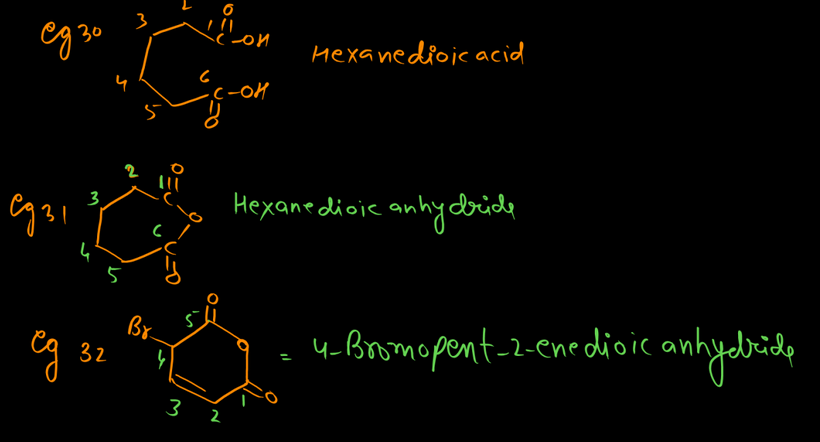 eg 30
2
3
4
5
1
6
O
C-OH
C-OH
O
Hexanedioic acid
eg 31
2
3
4
5
1
6
O
C
O
C
O
Hexanedioic anhydride
eg 32
Br
5
4
3
2
1
O
O
O
= 4-Bromopent-2-enedioic anhydride